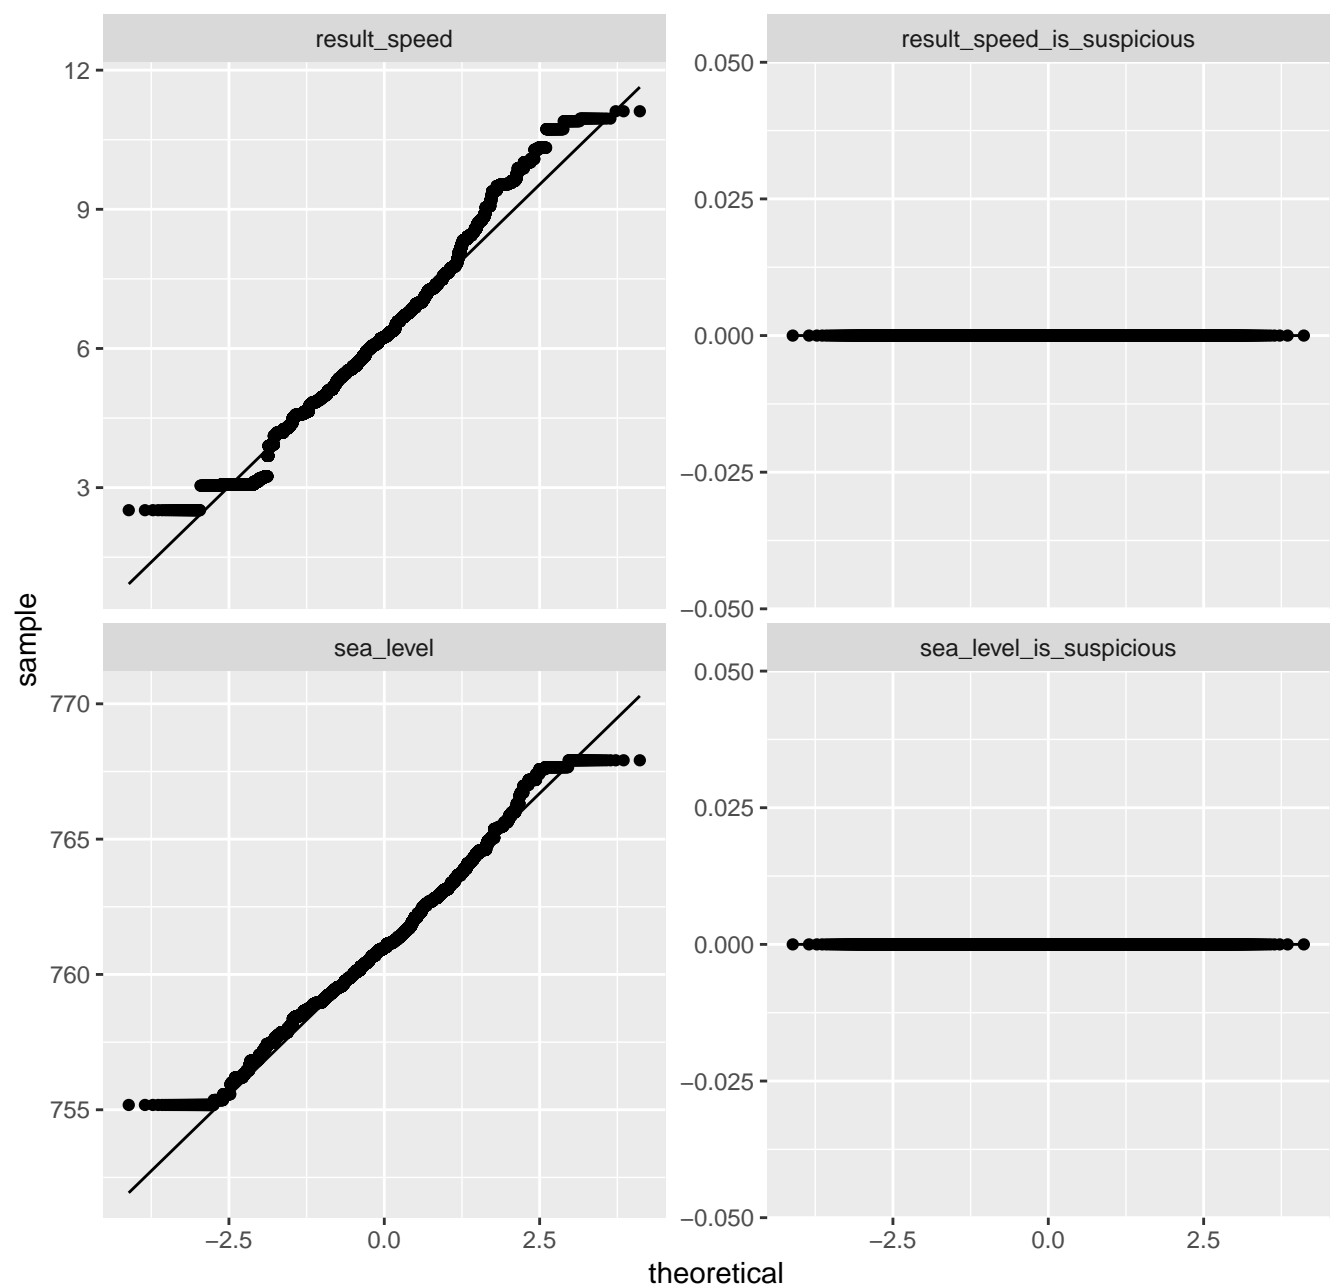 result_speed
result_speed_is_suspicious
12
9
6
3
0.050
0.025
0.000
−0.025
−0.050
sample
sea_level
sea_level_is_suspicious
770
765
760
755
0.050
0.025
0.000
−0.025
−0.050
−2.5 0.0 2.5
−2.5 0.0 2.5
theoretical